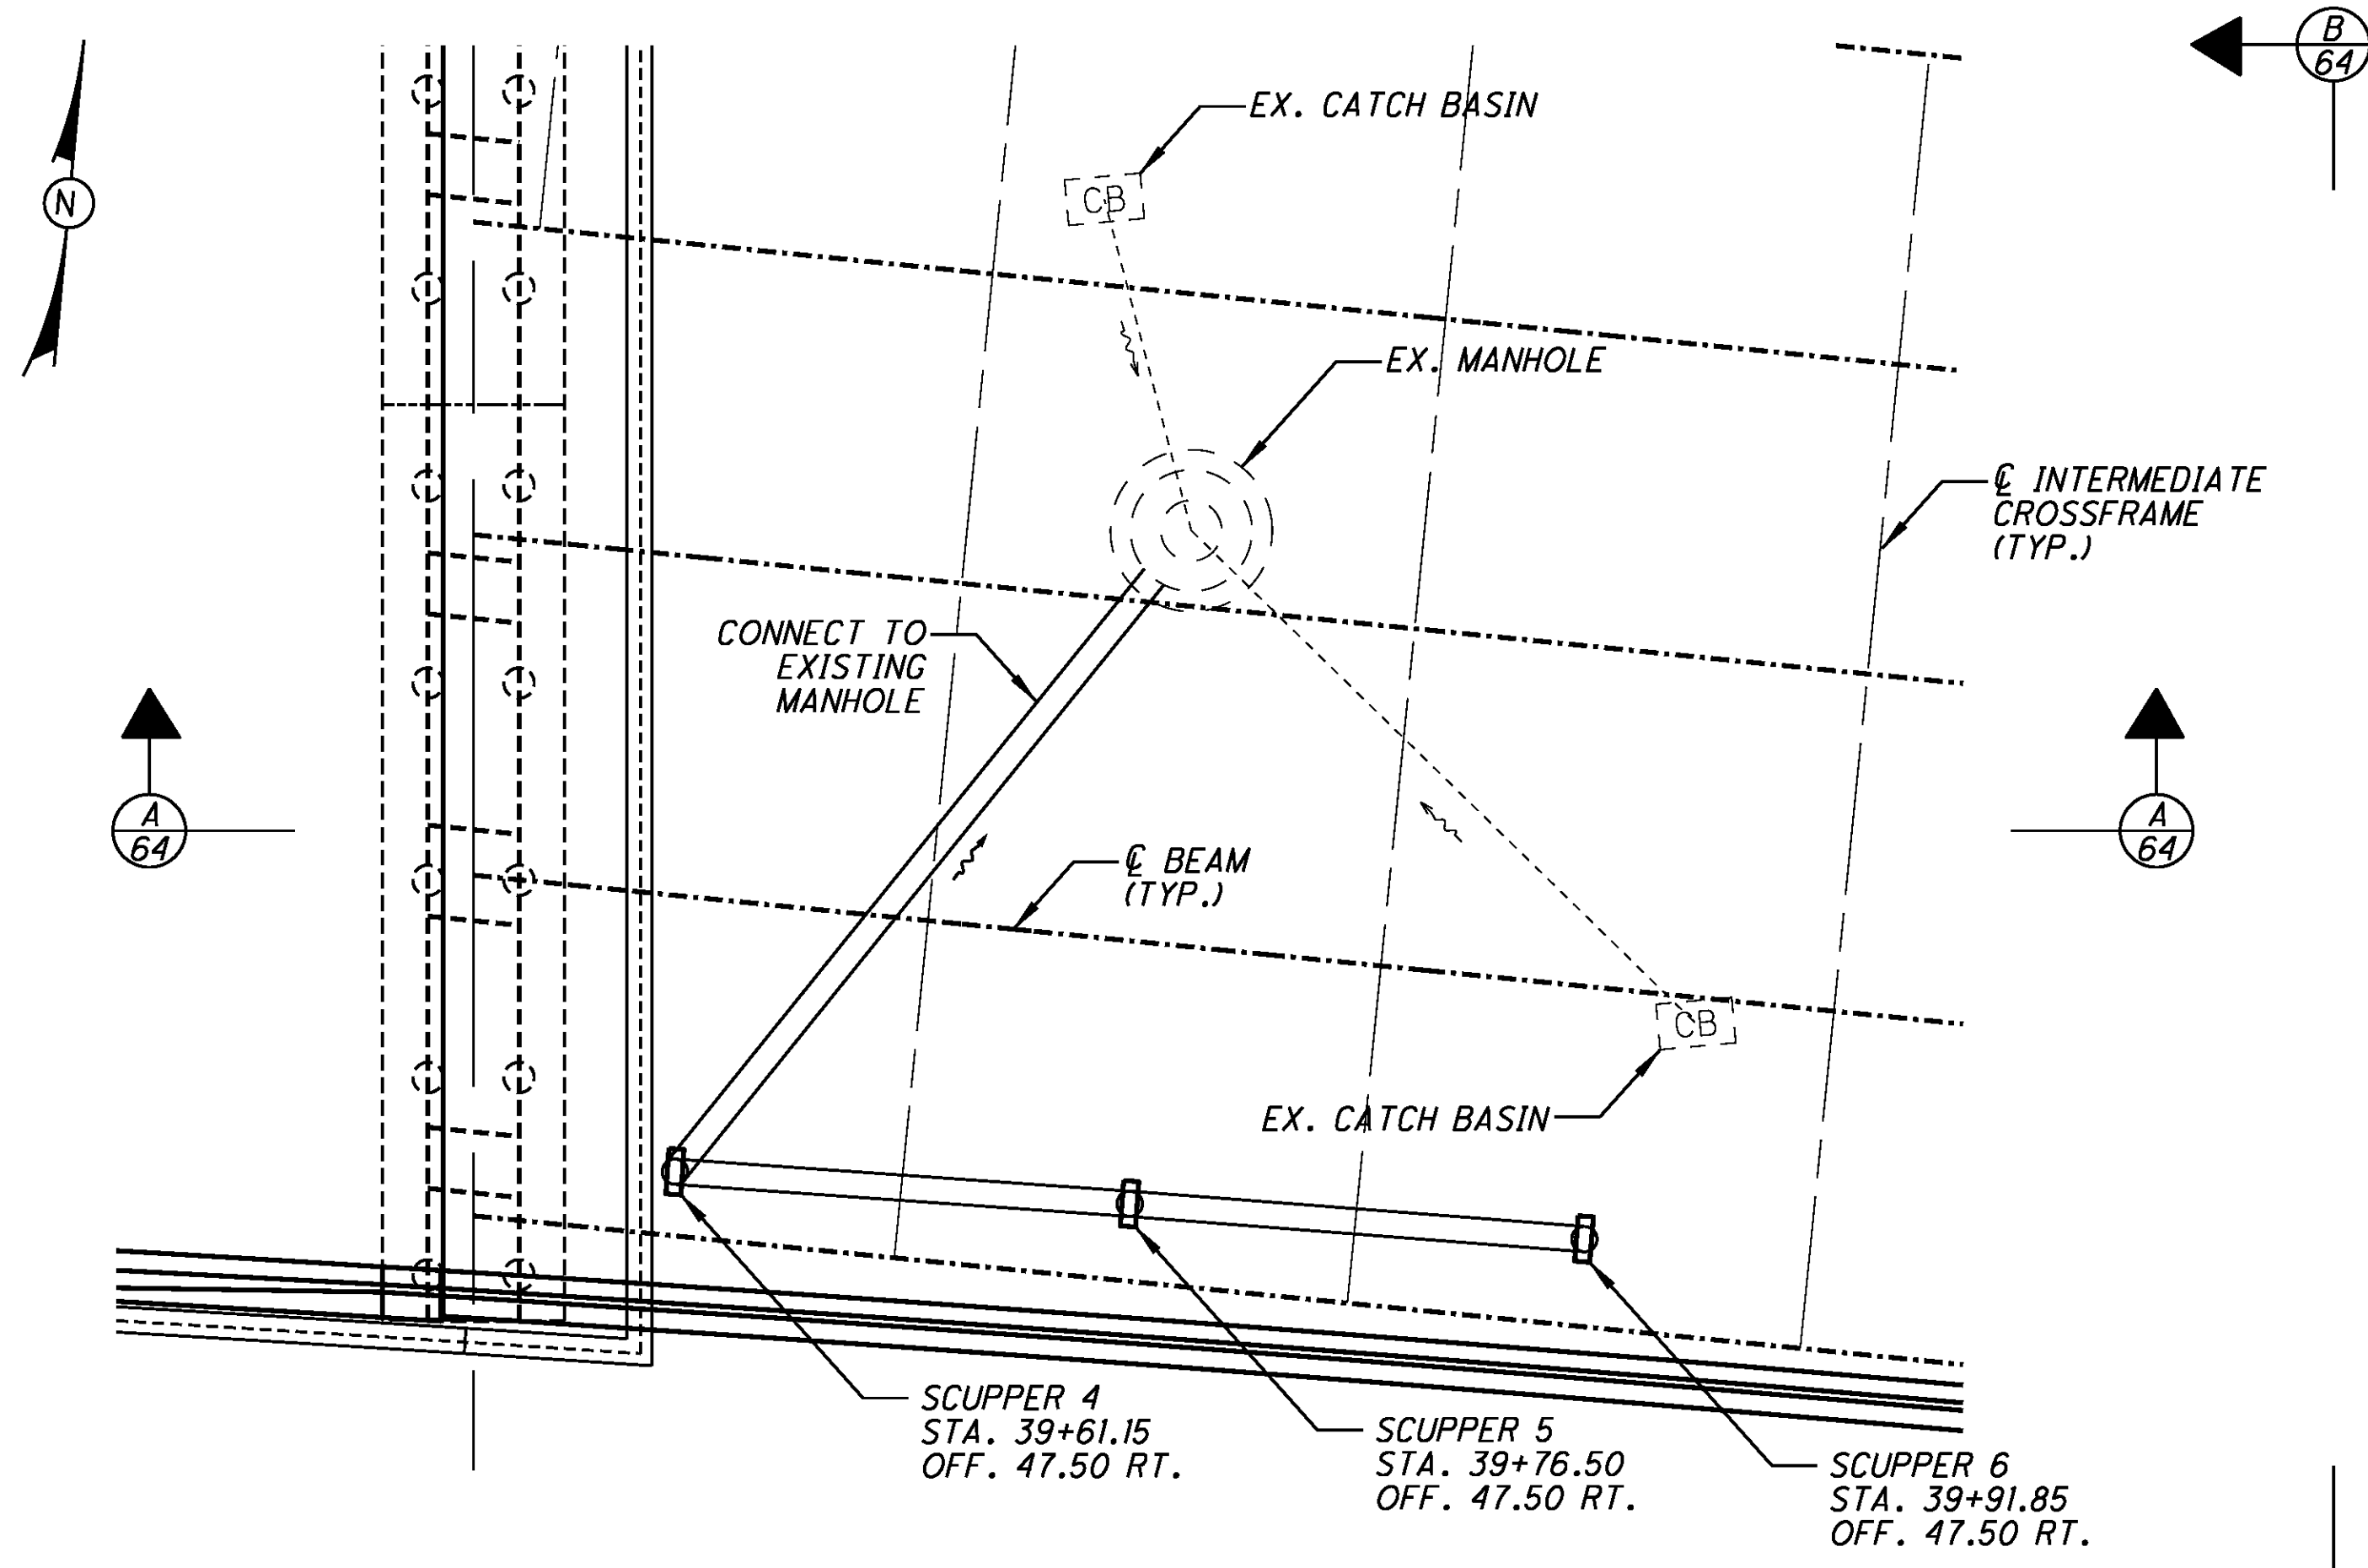 B
64
EX. CATCH BASIN
CB
N
EX. MANHOLE
℄ INTERMEDIATE
CROSSFRAME
(TYP.)
CONNECT TO
EXISTING
MANHOLE
A
64
A
64
℄ BEAM
(TYP.)
CB
EX. CATCH BASIN
SCUPPER 4
STA. 39+61.15
OFF. 47.50 RT.
SCUPPER 5
STA. 39+76.50
OFF. 47.50 RT.
SCUPPER 6
STA. 39+91.85
OFF. 47.50 RT.